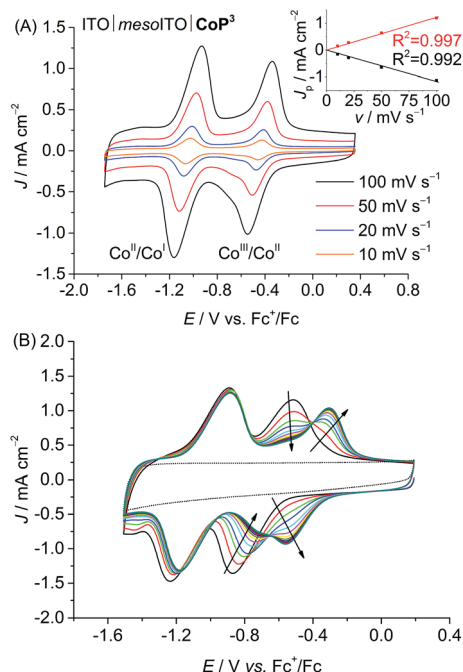 (A) ITO|mesoITO|CoP³
J / mA cm⁻²
1.5
1.0
0.5
0.0
-0.5
-1.0
-1.5
Jₚ / mA cm⁻²
1
0
-1
R²=0.997
R²=0.992
0 25 50 75 100
v / mV s⁻¹
100 mV s⁻¹
50 mV s⁻¹
20 mV s⁻¹
10 mV s⁻¹
Coᴵᴵ/Coᴵ
Coᴵᴵᴵ/Coᴵᴵ
-2.0 -1.6 -1.2 -0.8 -0.4 0.0 0.4 0.8
E / V vs. Fc⁺/Fc
(B)
J / mA cm⁻²
2.0
1.5
1.0
0.5
0.0
-0.5
-1.0
-1.5
-2.0
-1.6 -1.2 -0.8 -0.4 0.0 0.4
E / V vs. Fc⁺/Fc